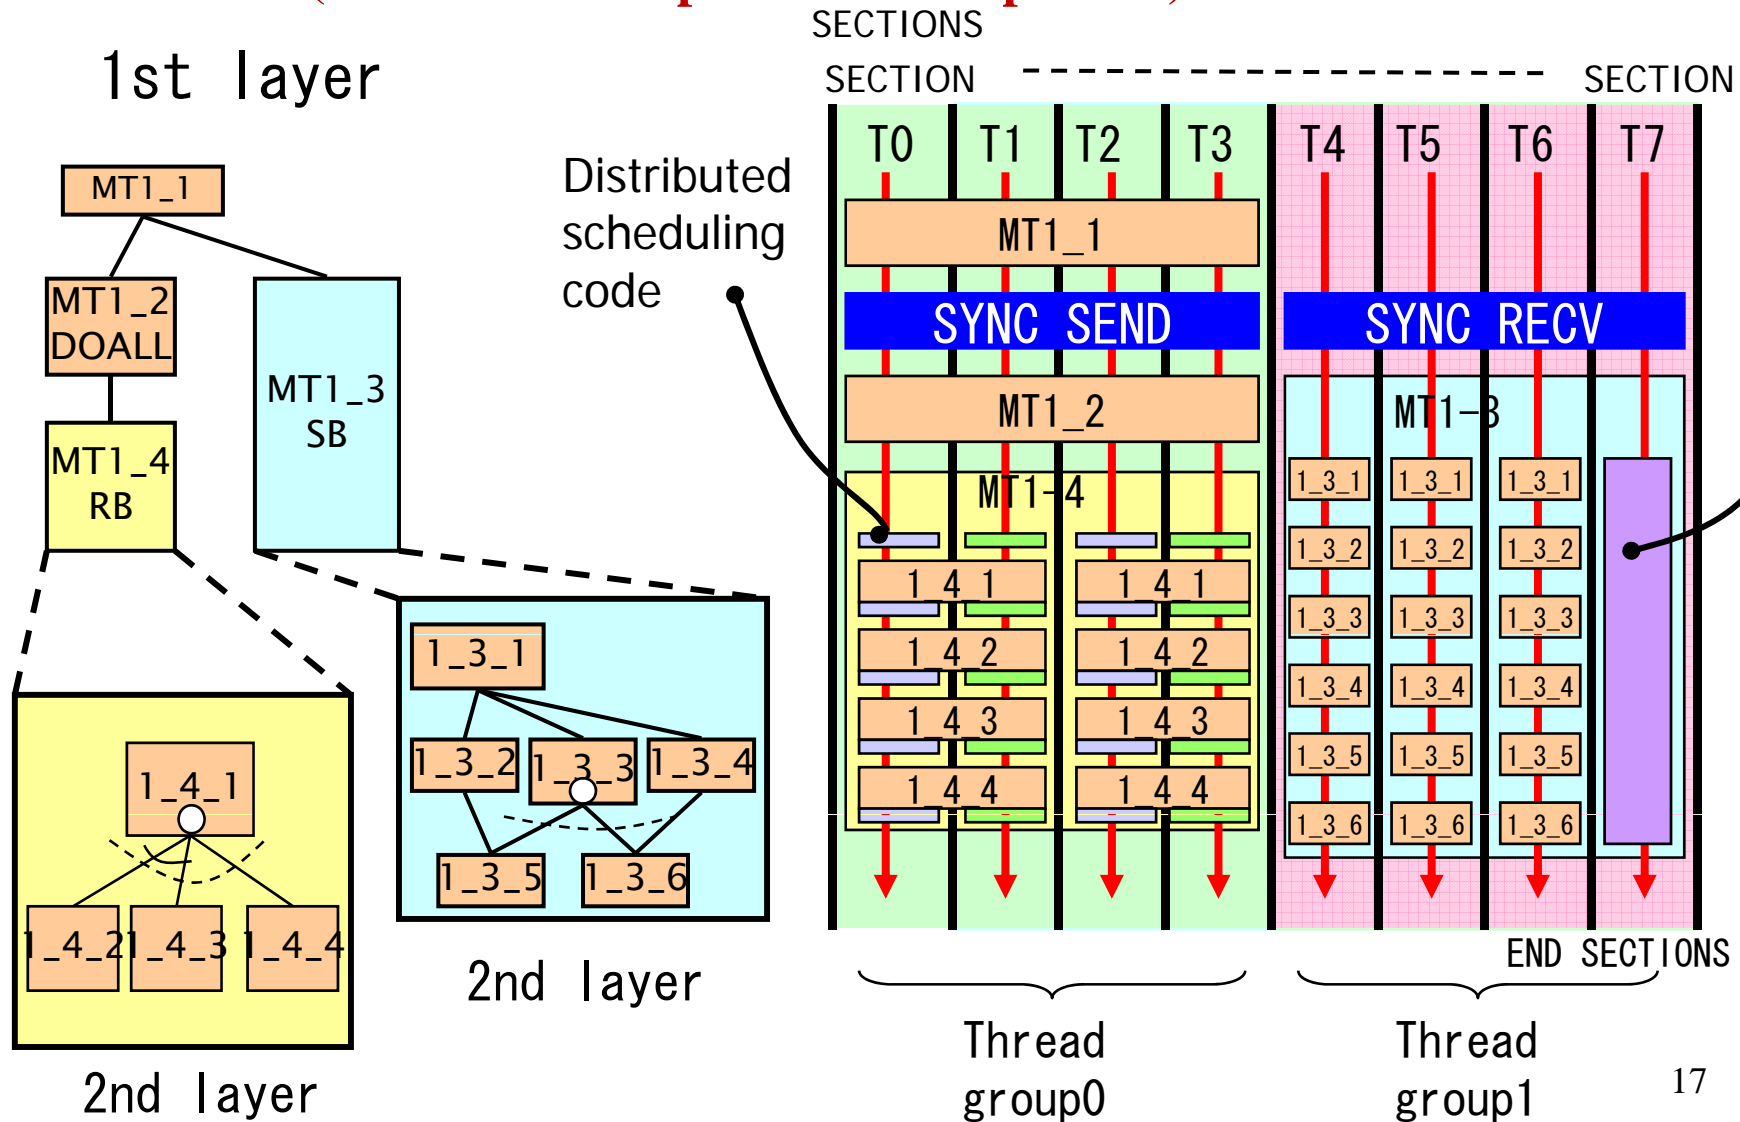 SECTIONS
1st layer
SECTION
SECTION
T0 T1 T2 T3 T4 T5 T6 T7
Distributed
scheduling
code
MT1_1
MT1_2
DOALL
MT1_3
SB
MT1_4
RB
MT1_1
SYNC SEND
SYNC RECV
MT1_2
MT1-3
MT1-4
1_4_1 1_4_1
1_4_2 1_4_2
1_4_3 1_4_3
1_4_4 1_4_4
1_3_1 1_3_1 1_3_1
1_3_2 1_3_2 1_3_2
1_3_3 1_3_3 1_3_3
1_3_4 1_3_4 1_3_4
1_3_5 1_3_5 1_3_5
1_3_6 1_3_6 1_3_6
1_3_1
1_3_2 1_3_3 1_3_4
1_3_5 1_3_6
2nd layer
1_4_1
1_4_2 1_4_3 1_4_4
2nd layer
END SECTIONS
Thread
group0
Thread
group1
17